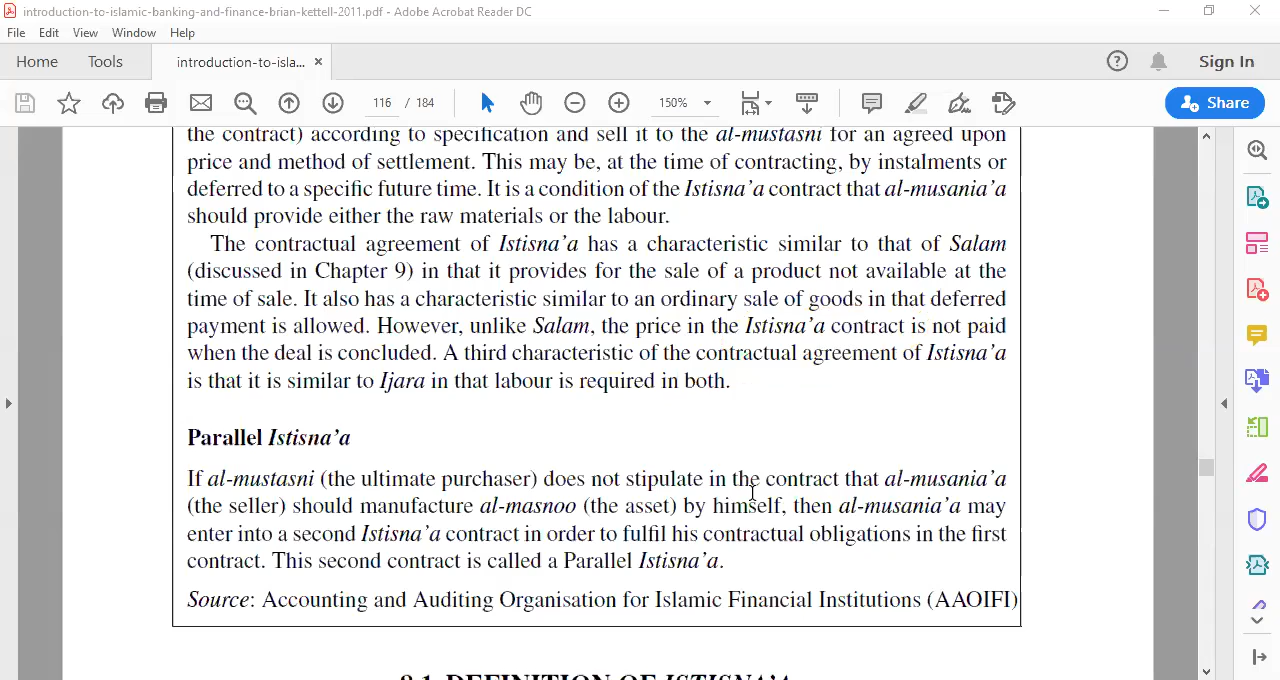 introduction-to-islamic-banking-and-finance-brian-kettell-2011.pdf - Adobe Acrobat Reader DC
File Edit View Window Help
Home Tools introduction-to-isla... × Sign In
116 / 184 150% Share
the contract) according to specification and sell it to the al-mustasni for an agreed upon
price and method of settlement. This may be, at the time of contracting, by instalments or
deferred to a specific future time. It is a condition of the Istisna’a contract that al-musania’a
should provide either the raw materials or the labour.
The contractual agreement of Istisna’a has a characteristic similar to that of Salam
(discussed in Chapter 9) in that it provides for the sale of a product not available at the
time of sale. It also has a characteristic similar to an ordinary sale of goods in that deferred
payment is allowed. However, unlike Salam, the price in the Istisna’a contract is not paid
when the deal is concluded. A third characteristic of the contractual agreement of Istisna’a
is that it is similar to Ijara in that labour is required in both.
Parallel Istisna’a
If al-mustasni (the ultimate purchaser) does not stipulate in the contract that al-musania’a
(the seller) should manufacture al-masnoo (the asset) by himself, then al-musania’a may
enter into a second Istisna’a contract in order to fulfil his contractual obligations in the first
contract. This second contract is called a Parallel Istisna’a.
Source: Accounting and Auditing Organisation for Islamic Financial Institutions (AAOIFI)
DEFINITION OF ISTISNA’A